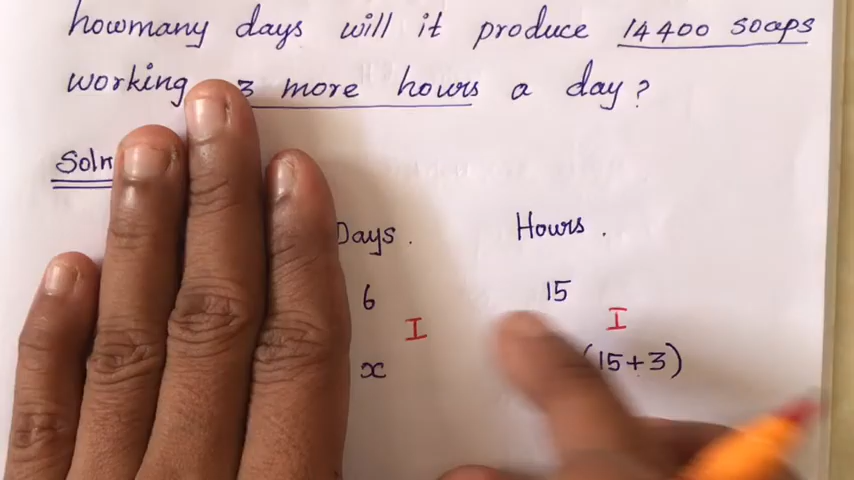 howmany days will it produce 14400 soaps
working 3 more hours a day?
Soln
Days. Hours.
6 15
I I
x (15+3)